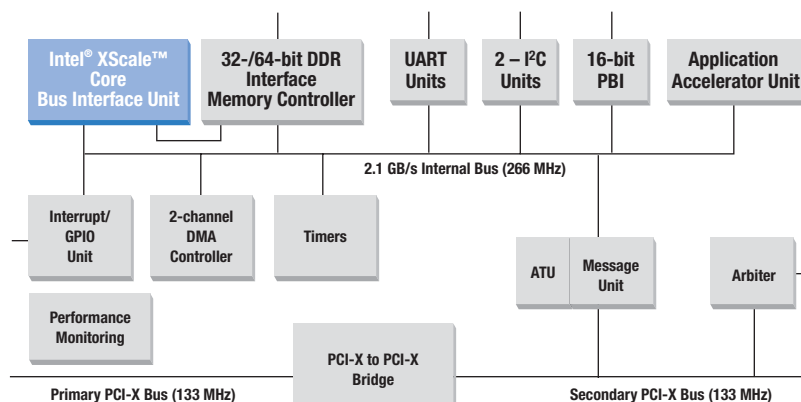 Intel® XScale™
Core
Bus Interface Unit
32-/64-bit DDR
Interface
Memory Controller
UART
Units
2 – I²C
Units
16-bit
PBI
Application
Accelerator Unit
2.1 GB/s Internal Bus (266 MHz)
Interrupt/
GPIO
Unit
2-channel
DMA
Controller
Timers
ATU
Message
Unit
Arbiter
Performance
Monitoring
PCI-X to PCI-X
Bridge
Primary PCI-X Bus (133 MHz)
Secondary PCI-X Bus (133 MHz)